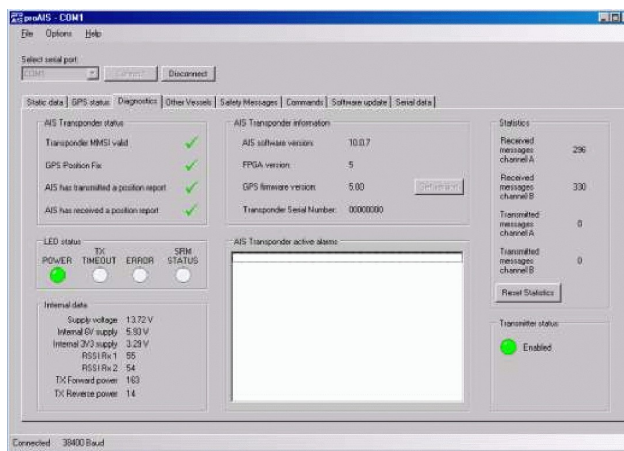 proAIS - COM1
File Options Help
Select serial port:
COM1 Connect Disconnect
Static data GPS status Diagnostics Other Vessels Safety Messages Commands Software update Serial data
AIS Transponder status
Transponder MMSI valid
GPS Position Fix
AIS has transmitted a position report
AIS has received a position report
AIS Transponder information
AIS software version: 10.0.7
FPGA version: 5
GPS firmware version: 5.00 Get version
Transponder Serial Number: 00000000
Statistics
Received messages channel A 296
Received messages channel B 330
Transmitted messages channel A 0
Transmitted messages channel B 0
Reset Statistics
LED status
POWER TX TIMEOUT ERROR SRM STATUS
AIS Transponder active alarms
Internal data
Supply voltage 13.72 V
Internal 6V supply 5.93 V
Internal 3V3 supply 3.29 V
RSSI Rx 1 55
RSSI Rx 2 54
TX Forward power 163
TX Reverse power 14
Transmitter status
Enabled
Connected 38400 Baud